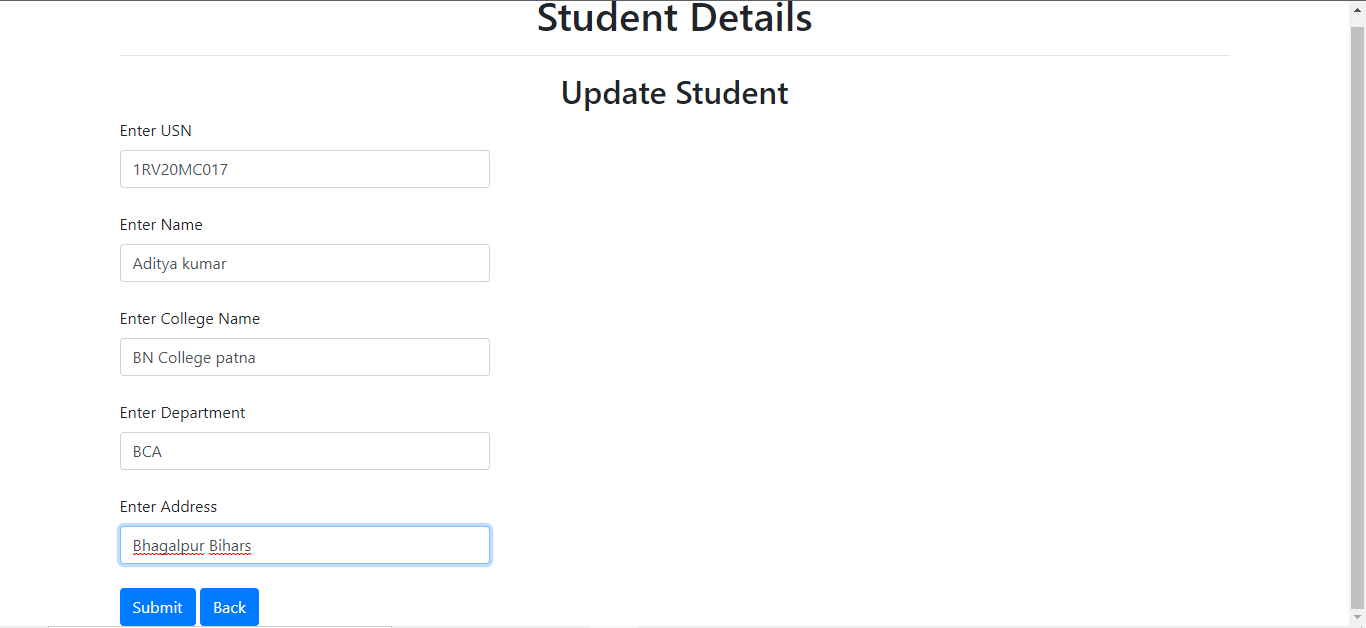 Student Details
Update Student
Enter USN
1RV20MC017
Enter Name
Aditya kumar
Enter College Name
BN College patna
Enter Department
BCA
Enter Address
Bhagalpur Bihars
Submit Back